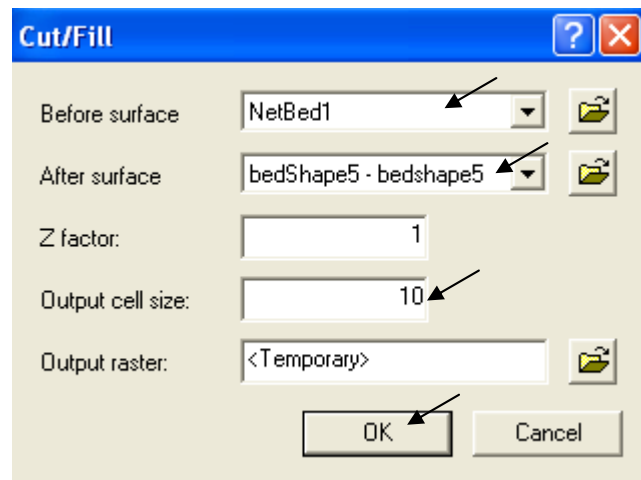 Cut/Fill
Before surface NetBed1
After surface bedShape5 - bedshape5
Z factor: 1
Output cell size: 10
Output raster: <Temporary>
OK Cancel